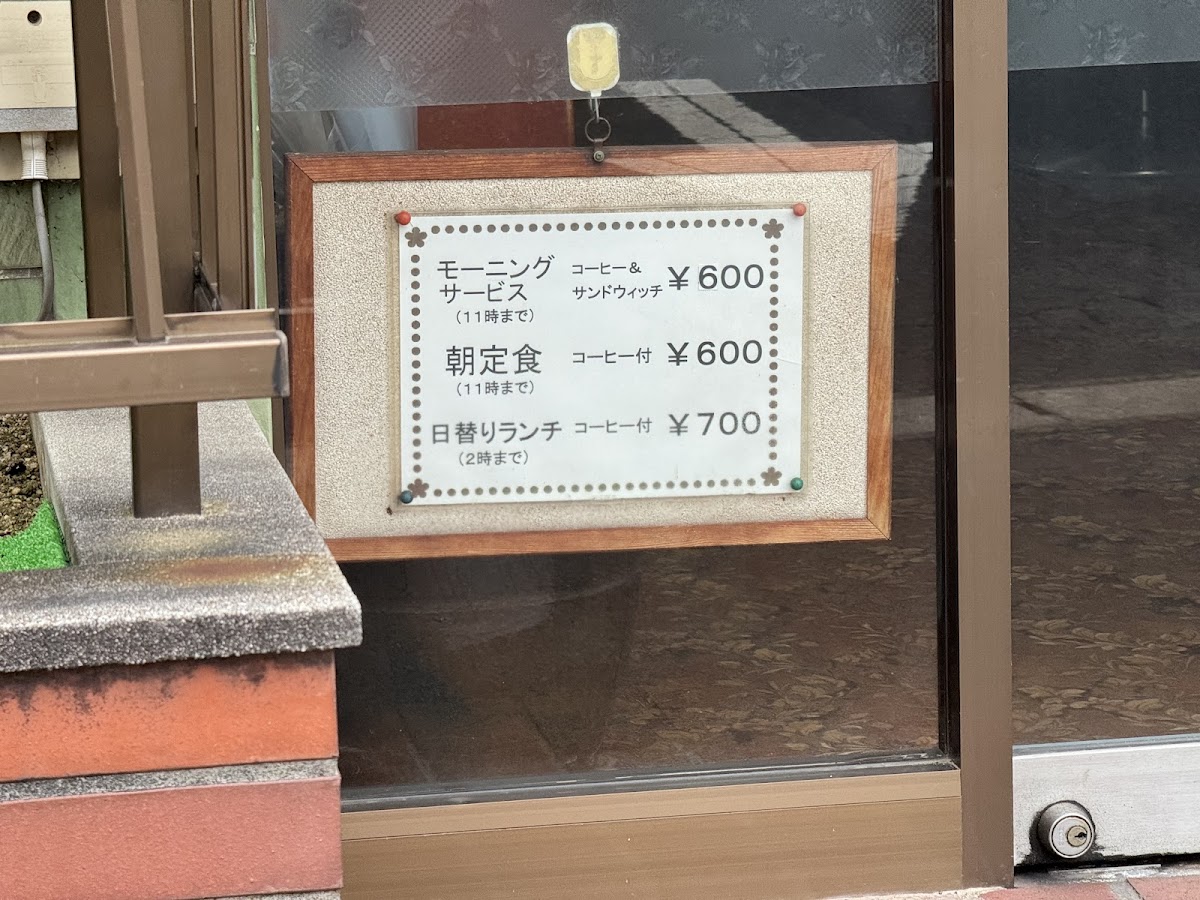 モーニング コーヒー& ¥600
サービス サンドウィッチ
(11時まで)
朝定食 コーヒー付 ¥600
(11時まで)
日替りランチ コーヒー付 ¥700
(2時まで)